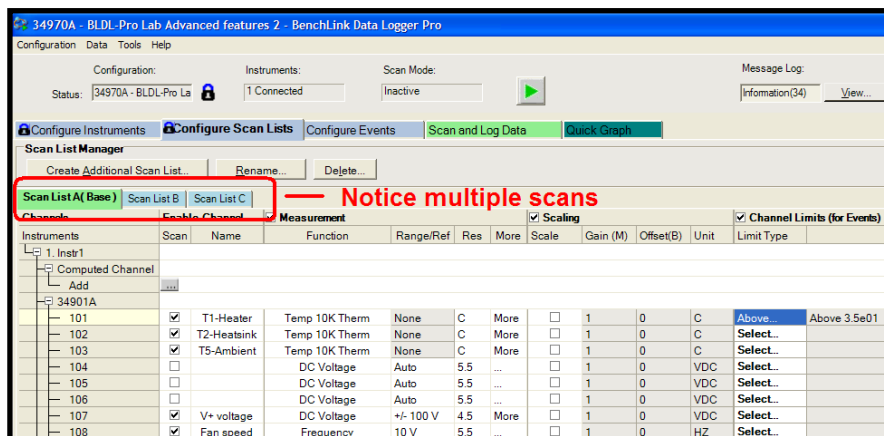 34970A - BLDL-Pro Lab Advanced features 2 - BenchLink Data Logger Pro
Configuration Data Tools Help
Configuration: Instruments: Scan Mode: Message Log:
Status: 34970A - BLDL-Pro La 1 Connected Inactive Information(34) View...
Configure Instruments Configure Scan Lists Configure Events Scan and Log Data Quick Graph
Scan List Manager
Create Additional Scan List... Rename... Delete...
Scan List A( Base ) Scan List B Scan List C Notice multiple scans
Channels Enable Channel Measurement Scaling Channel Limits (for Events)
Instruments Scan Name Function Range/Ref Res More Scale Gain (M) Offset(B) Unit Limit Type
1. Instr1
Computed Channel
Add ...
34901A
101 T1-Heater Temp 10K Therm None C More 1 0 C Above... Above 3.5e01
102 T2-Heatsink Temp 10K Therm None C More 1 0 C Select...
103 T5-Ambient Temp 10K Therm None C More 1 0 C Select...
104 DC Voltage Auto 5.5 ... 1 0 VDC Select...
105 DC Voltage Auto 5.5 ... 1 0 VDC Select...
106 DC Voltage Auto 5.5 ... 1 0 VDC Select...
107 V+ voltage DC Voltage +/- 100 V 4.5 More 1 0 VDC Select...
108 Fan speed Frequency 10 V 5.5 ... 1 0 HZ Select...